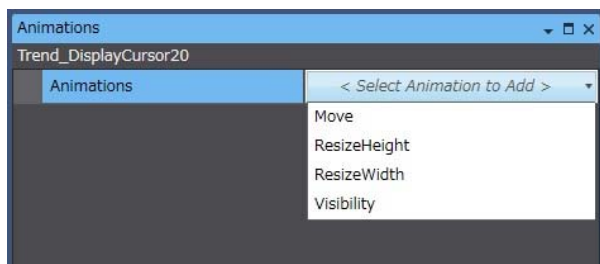 Animations
Trend_DisplayCursor20
Animations < Select Animation to Add >
Move
ResizeHeight
ResizeWidth
Visibility